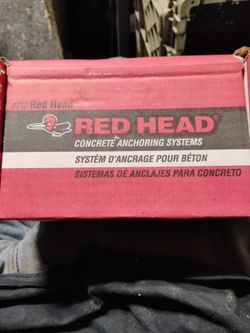 Red Head
RED HEAD®
CONCRETE ANCHORING SYSTEMS
SYSTÈM D'ANCRAGE POUR BÉTON
SISTEMAS DE ANCLAJES PARA CONCRETO